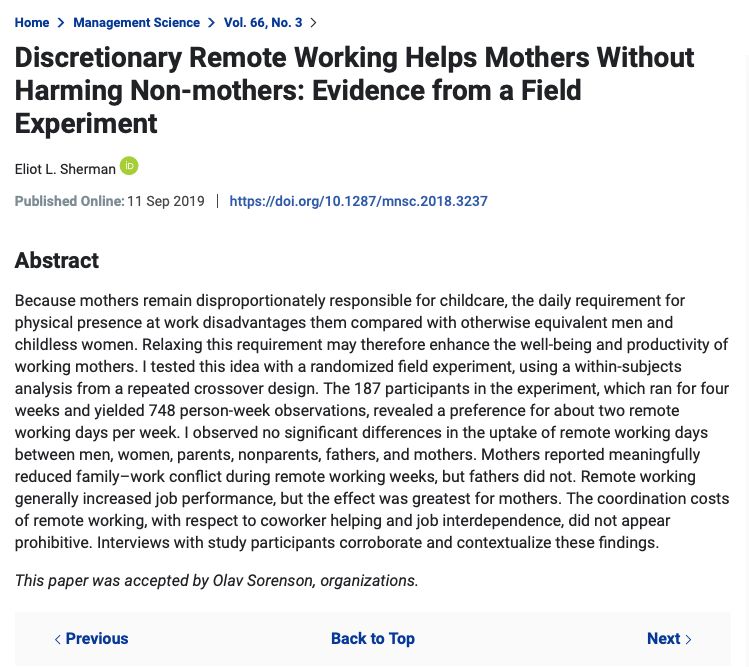 Home > Management Science > Vol. 66, No. 3 >
Discretionary Remote Working Helps Mothers Without
Harming Non-mothers: Evidence from a Field
Experiment
Eliot L. Sherman iD
Published Online: 11 Sep 2019 | https://doi.org/10.1287/mnsc.2018.3237
Abstract
Because mothers remain disproportionately responsible for childcare, the daily requirement for
physical presence at work disadvantages them compared with otherwise equivalent men and
childless women. Relaxing this requirement may therefore enhance the well-being and productivity of
working mothers. I tested this idea with a randomized field experiment, using a within-subjects
analysis from a repeated crossover design. The 187 participants in the experiment, which ran for four
weeks and yielded 748 person-week observations, revealed a preference for about two remote
working days per week. I observed no significant differences in the uptake of remote working days
between men, women, parents, nonparents, fathers, and mothers. Mothers reported meaningfully
reduced family–work conflict during remote working weeks, but fathers did not. Remote working
generally increased job performance, but the effect was greatest for mothers. The coordination costs
of remote working, with respect to coworker helping and job interdependence, did not appear
prohibitive. Interviews with study participants corroborate and contextualize these findings.
This paper was accepted by Olav Sorenson, organizations.
< Previous
Back to Top
Next >